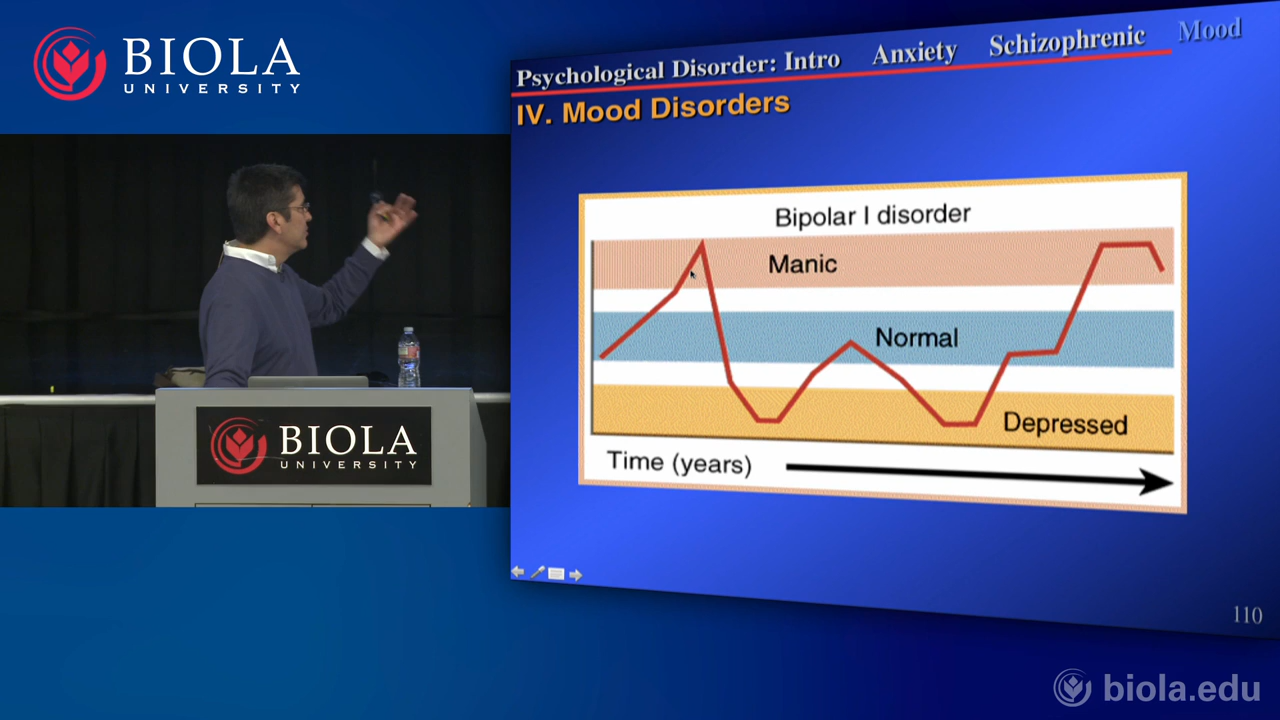 BIOLA
UNIVERSITY
Psychological Disorder: Intro Anxiety Schizophrenic Mood
IV. Mood Disorders
Bipolar I disorder
Manic
Normal
Depressed
Time (years)
BIOLA
UNIVERSITY
110
biola.edu